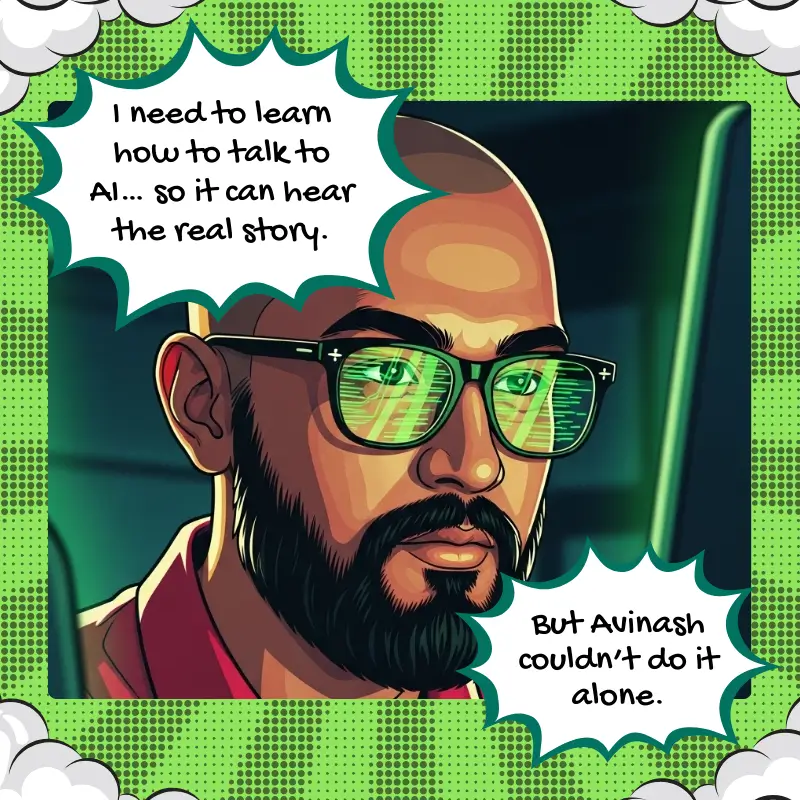 I need to learn
how to talk to
AI... so it can hear
the real story.
But Avinash
couldn't do it
alone.